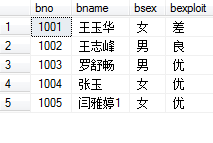 bno bname bsex bexploit
1 1001 王玉华 女 差
2 1002 王志峰 男 良
3 1003 罗舒畅 男 优
4 1004 张玉 女 优
5 1005 闫雅婷1 女 优